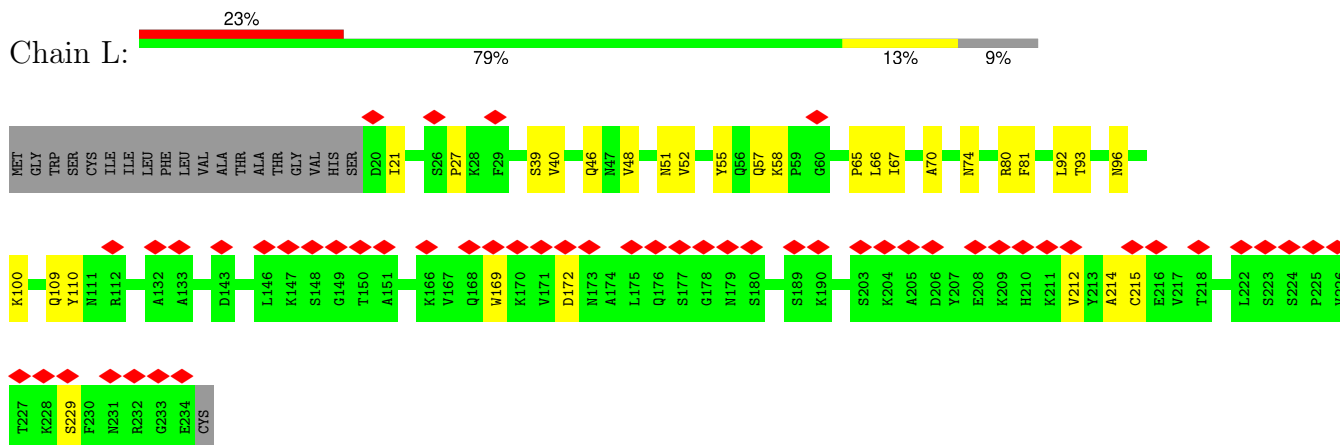 23%
Chain L:
79% 13% 9%
MET GLY TRP SER CYS ILE ILE LEU PHE LEU VAL ALA THR ALA THR GLY VAL HIS SER D20 I21 S26 P27 K28 F29 S39 V40 Q46 N47 V48 N51 V52 Y55 Q56 Q57 K58 P59 G60 P65 L66 I67 A70 N74 R80 F81 L92 T93 N96
K100 Q109 Y110 N111 R112 A132 A133 D143 L146 K147 S148 G149 T150 A151 K166 V167 Q168 W169 K170 V171 D172 N173 A174 L175 Q176 S177 G178 N179 S180 S189 K190 S203 K204 A205 D206 Y207 E208 K209 H210 K211 V212 Y213 A214 C215 E216 V217 T218 L222 S223 S224 P225
T227 K228 S229 F230 N231 R232 G233 E234 CYS